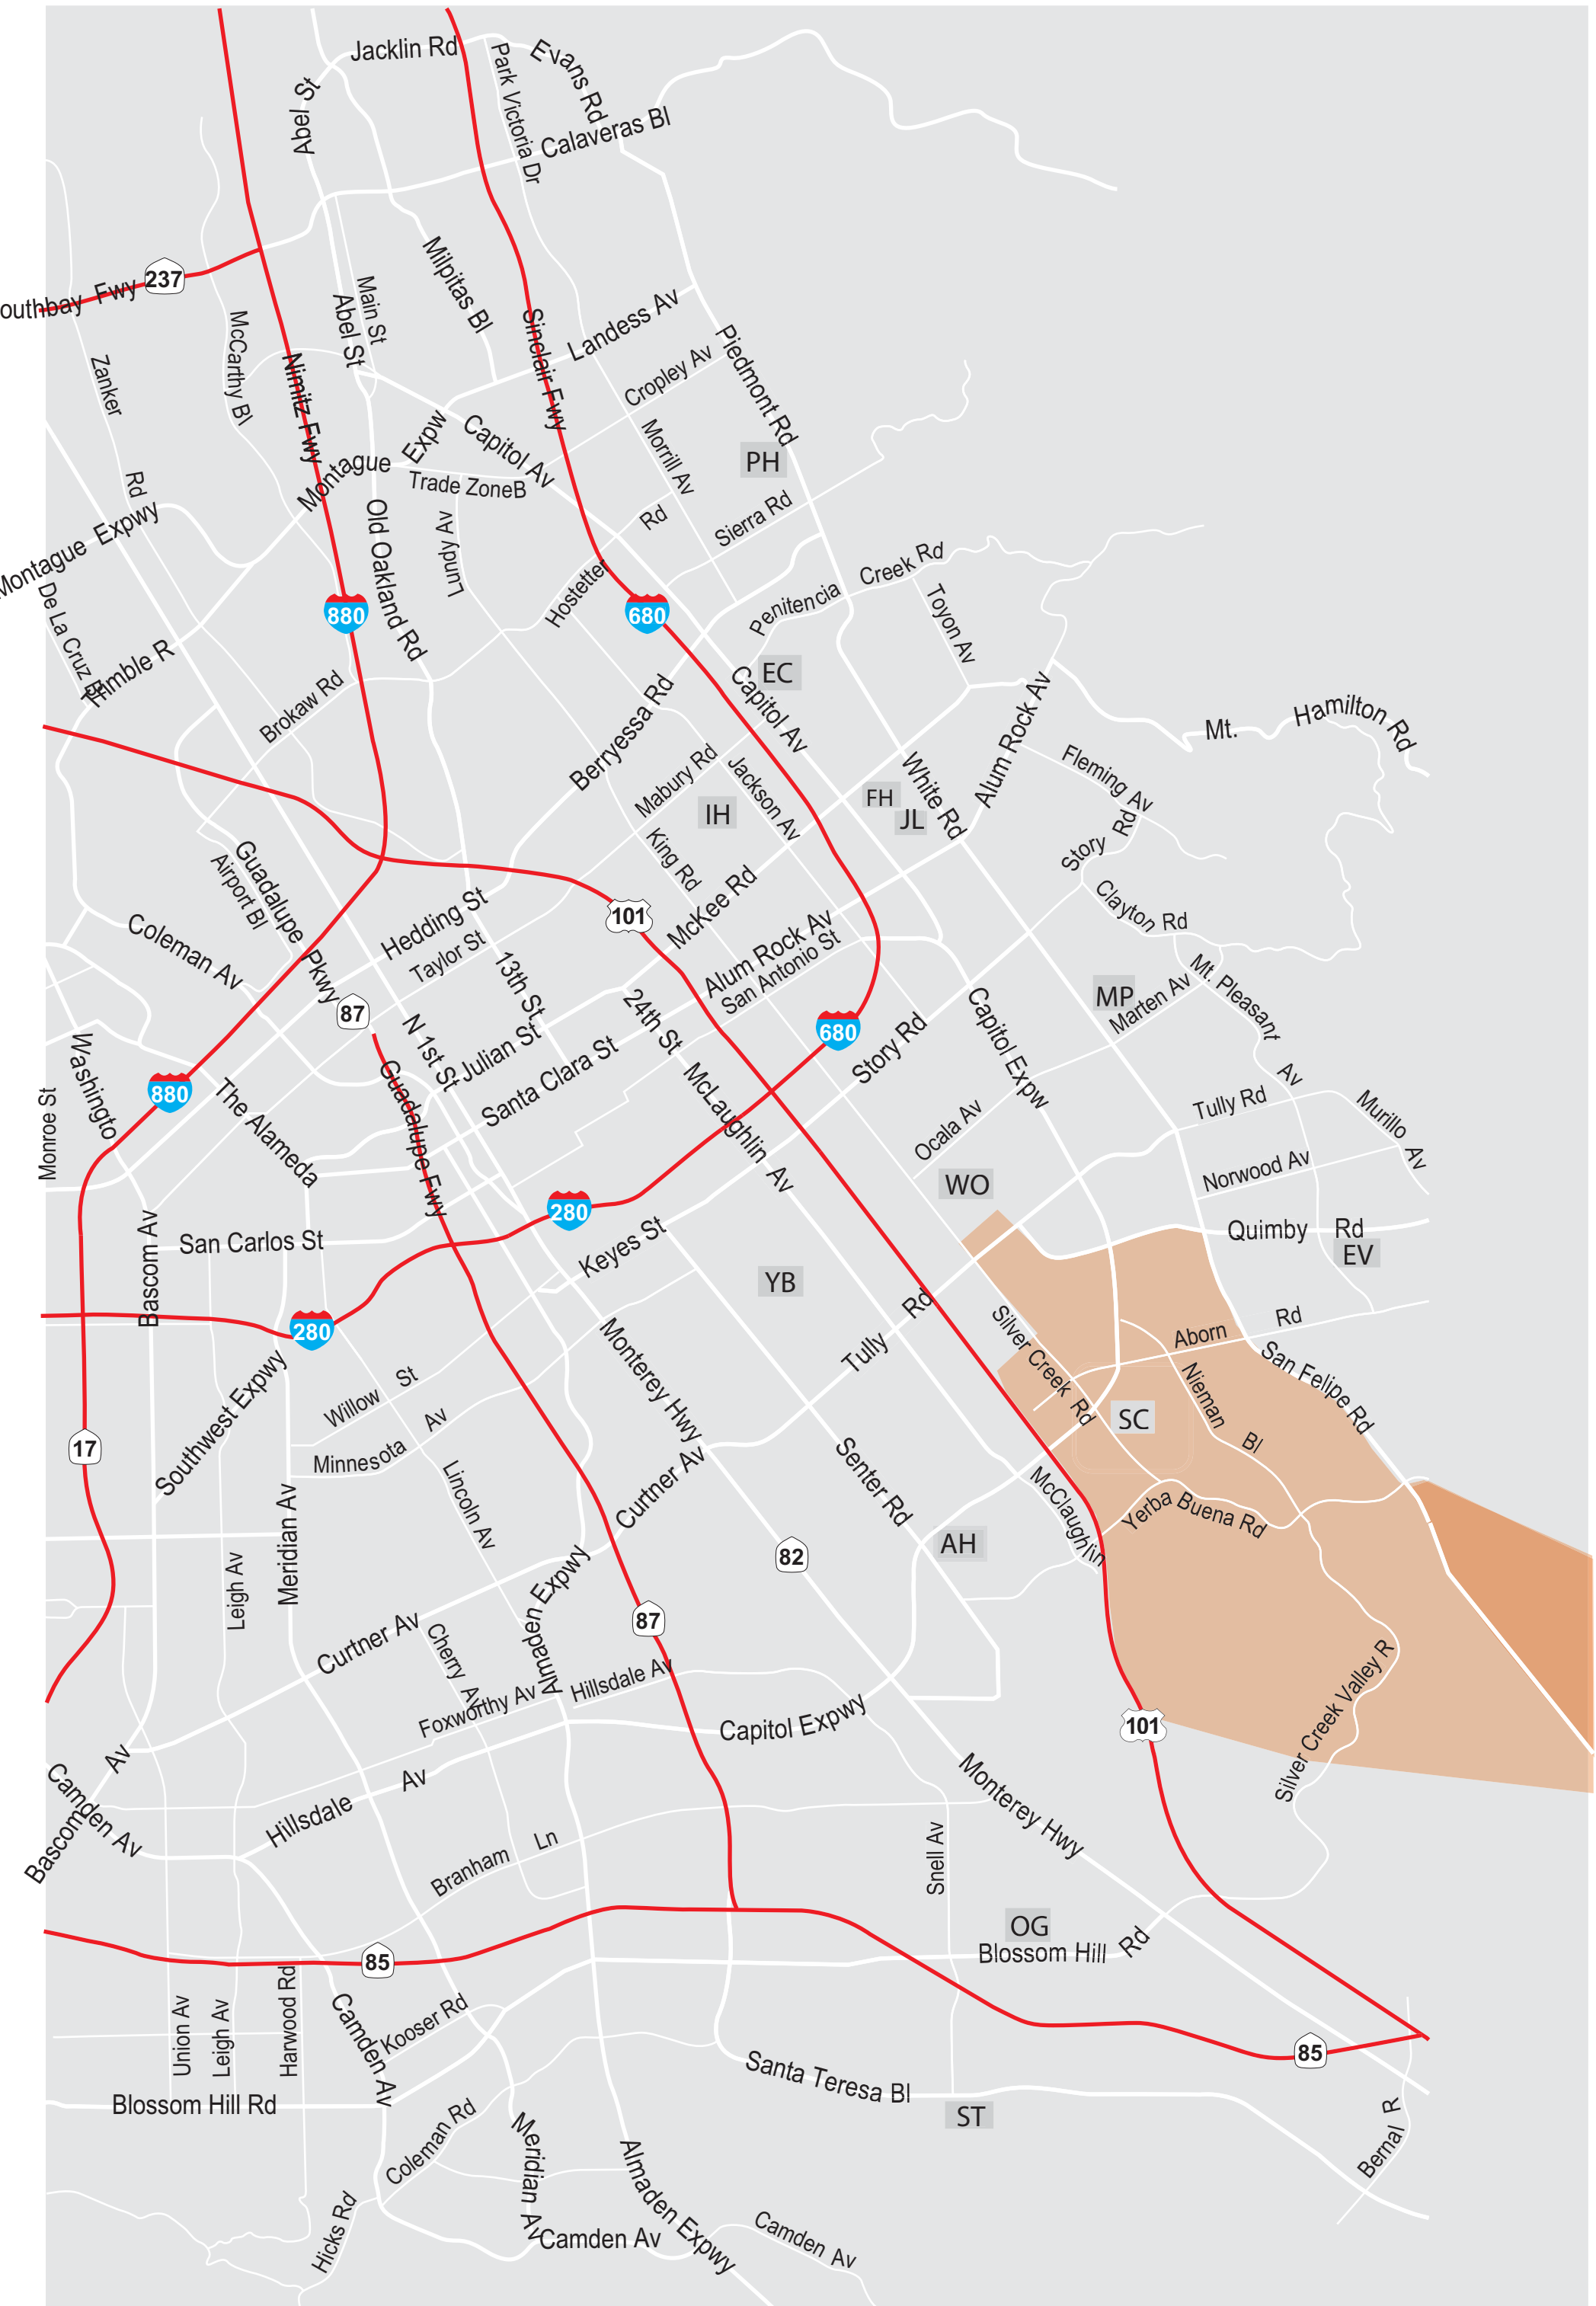 Jacklin Rd
Evans Rd
Park Victoria Dr
Abel St
Calaveras Bl
Milpitas Bl
237
outhbay Fwy
Main St
Abel St
McCarthy Bl
Nimitz Fwy
Sinclair Fwy
Landess Av
Piedmont Rd
Cropley Av
Zanker Rd
Montague Expw
Capitol Av
Morrill Av
PH
Trade ZoneB
Sierra Rd
Montague Expwy
Old Oakland Rd
Lundy Av
Hostetter Rd
Penitencia Creek Rd
Toyon Av
De La Cruz B
880
680
Trimble R
Brokaw Rd
EC
Berryessa Rd
Capitol Av
Alum Rock Av
Mt. Hamilton Rd
Mabury Rd
Jackson Av
White Rd
Fleming Av
FH
JL
IH
King Rd
Story Rd
Guadalupe Pkwy
Airport Bl
McKee Rd
Clayton Rd
Coleman Av
Hedding St
Taylor St
101
Alum Rock Av
San Antonio St
13th St
24th St
Mt. Pleasant Av
MP
Marten Av
87
N 1st St
Julian St
Santa Clara St
680
Story Rd
Capitol Expw
Washingto
Monroe St
880
The Alameda
Guadalupe Fwy
McLaughlin Av
Ocala Av
Tully Rd
Murillo Av
Norwood Av
WO
280
Bascom Av
San Carlos St
Keyes St
Quimby Rd
EV
YB
280
Monterey Hwy
Tully Rd
Silver Creek Rd
Aborn Rd
San Felipe Rd
Nieman Bl
SC
Southwest Expwy
Willow St
Minnesota Av
17
Lincoln Av
Meridian Av
Curtner Av
Senter Rd
McClaughlin
Yerba Buena Rd
AH
82
Leigh Av
Almaden Expwy
87
Curtner Av
Cherry Av
Foxworthy Av
Hillsdale Av
Capitol Expwy
101
Silver Creek Valley R
Bascom Av
Camden Av
Hillsdale Av
Monterey Hwy
Branham Ln
Snell Av
OG
Blossom Hill Rd
85
Union Av
Leigh Av
Harwood Rd
Camden Av
Kooser Rd
85
Santa Teresa Bl
Blossom Hill Rd
ST
Bernal R
Coleman Rd
Meridian Av
Almaden Expwy
Hicks Rd
Camden Av
Camden Av